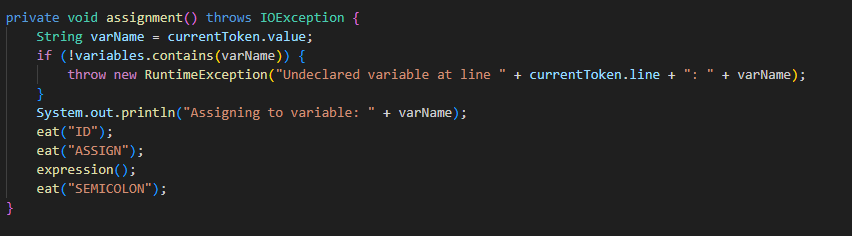 private void assignment() throws IOException {
    String varName = currentToken.value;
    if (!variables.contains(varName)) {
        throw new RuntimeException("Undeclared variable at line " + currentToken.line + ": " + varName);
    }
    System.out.println("Assigning to variable: " + varName);
    eat("ID");
    eat("ASSIGN");
    expression();
    eat("SEMICOLON");
}